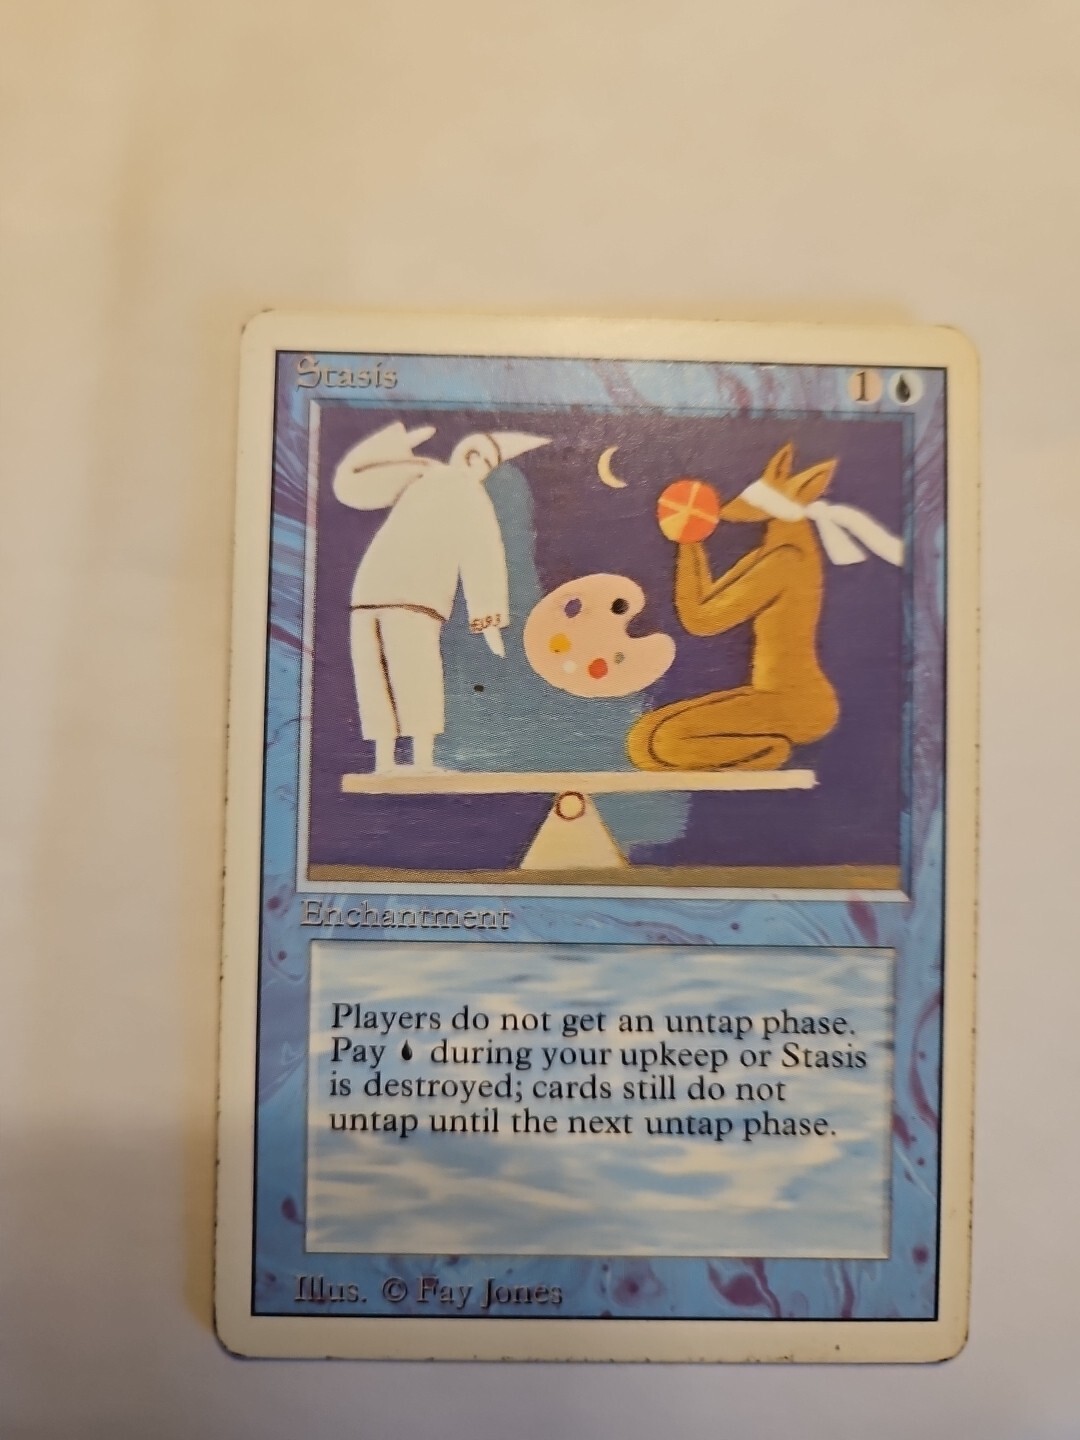 Stasis 1
Enchantment
Players do not get an untap phase.
Pay during your upkeep or Stasis
is destroyed; cards still do not
untap until the next untap phase.
Illus. © Fay Jones